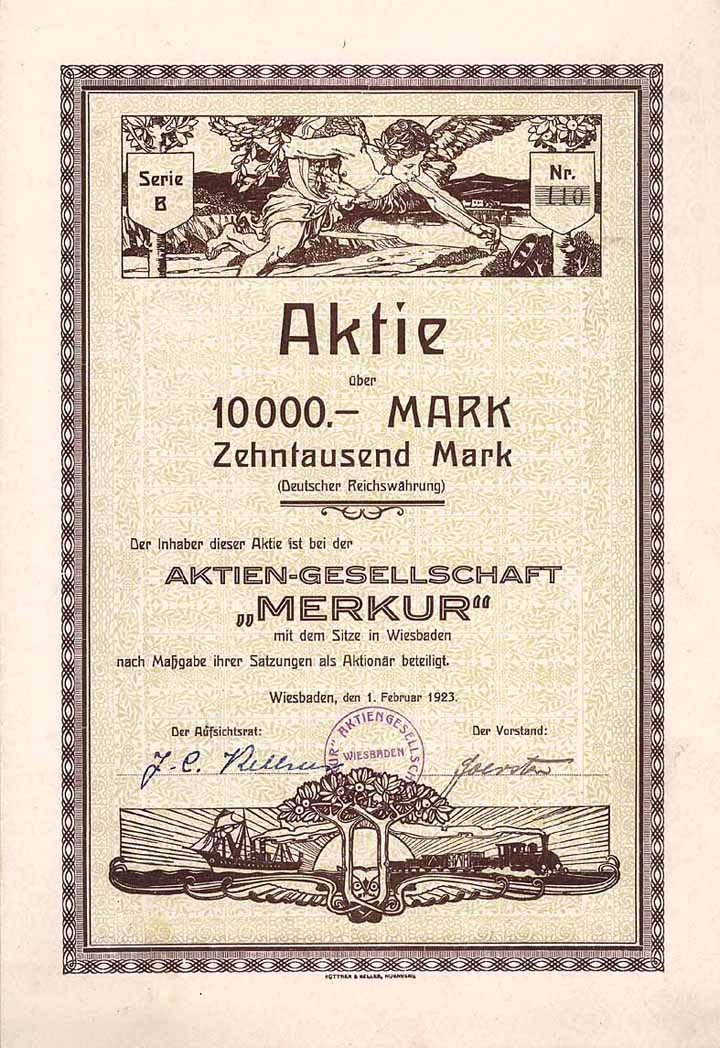 Serie
B
Nr.
110
Aktie
über
10000.— MARK
Zehntausend Mark
(Deutscher Reichswährung)
Der Inhaber dieser Aktie ist bei der
AKTIEN-GESELLSCHAFT
„MERKUR“
mit dem Sitze in Wiesbaden
nach Maßgabe ihrer Satzungen als Aktionär beteiligt.
Wiesbaden, den 1. Februar 1923.
Der Aufsichtsrat:
Der Vorstand:
UR" AKTIENGESELLSCH
WIESBADEN
J. C.